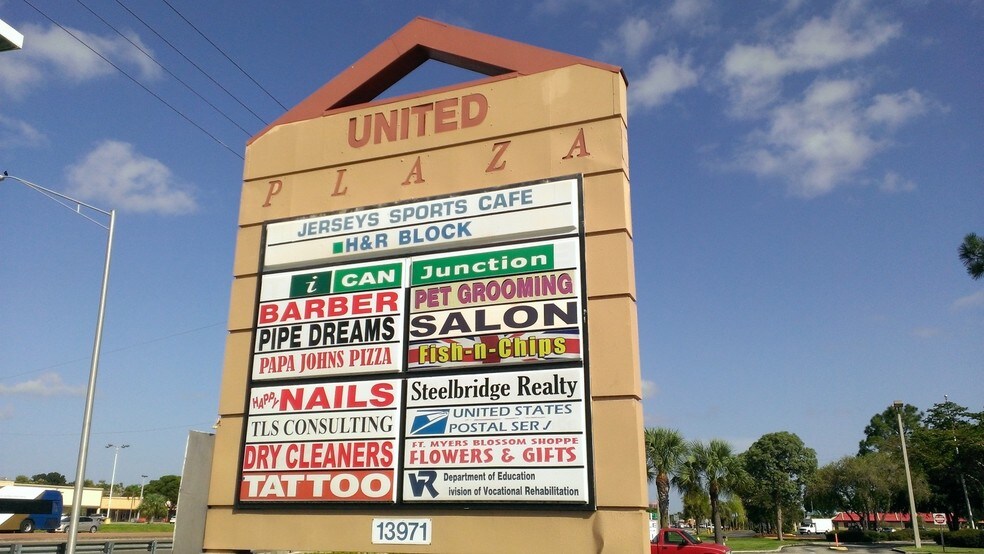 UNITED
PLAZA
JERSEYS SPORTS CAFE
H&R BLOCK
i CAN
BARBER
PIPE DREAMS
PAPA JOHNS PIZZA
Junction
PET GROOMING
SALON
Fish-n-Chips
HAPPY NAILS
TLS CONSULTING
DRY CLEANERS
TATTOO
Steelbridge Realty
UNITED STATES
POSTAL SER
FT. MYERS BLOSSOM SHOPPE
FLOWERS & GIFTS
VR Department of Education
ivision of Vocational Rehabilitation
13971